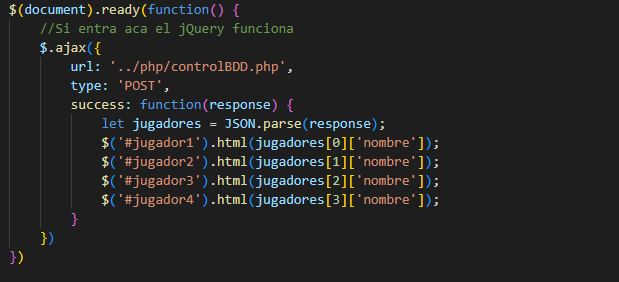 $(document).ready(function() {
    //Si entra aca el jQuery funciona
    $.ajax({
        url: '../php/controlBDD.php',
        type: 'POST',
        success: function(response) {
            let jugadores = JSON.parse(response);
            $('#jugador1').html(jugadores[0]['nombre']);
            $('#jugador2').html(jugadores[1]['nombre']);
            $('#jugador3').html(jugadores[2]['nombre']);
            $('#jugador4').html(jugadores[3]['nombre']);
        }
    })
})